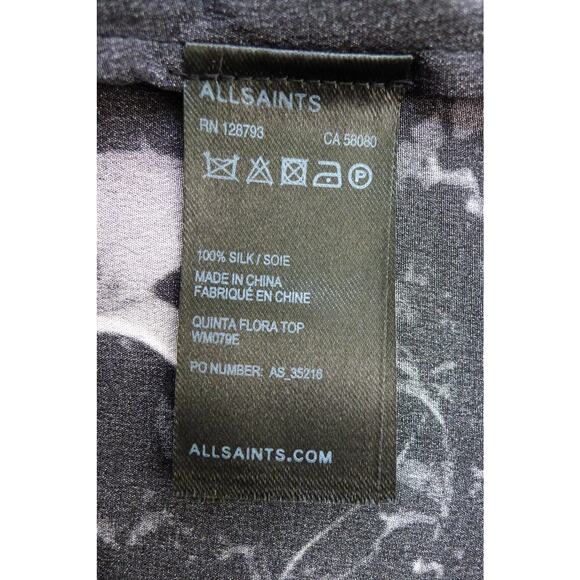 ALLSAINTS
RN 128793 CA 58080
P
100% SILK / SOIE
MADE IN CHINA
FABRIQUÉ EN CHINE
QUINTA FLORA TOP
WM079E
PO NUMBER: AS_35216
ALLSAINTS.COM